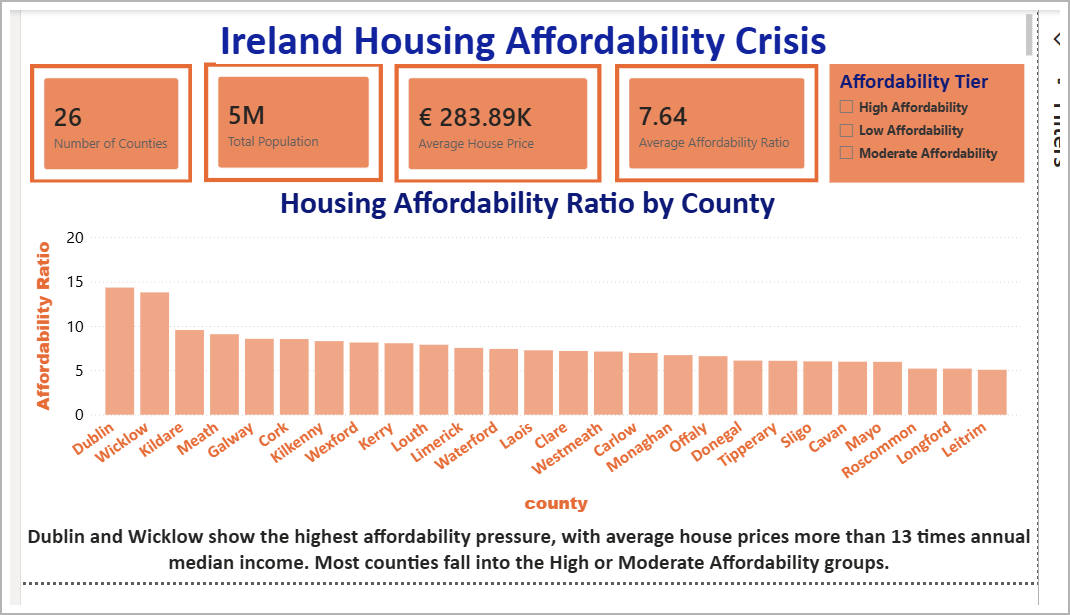 Ireland Housing Affordability Crisis
26
Number of Counties
5M
Total Population
€ 283.89K
Average House Price
7.64
Average Affordability Ratio
Affordability Tier
High Affordability
Low Affordability
Moderate Affordability
Housing Affordability Ratio by County
Affordability Ratio
20
15
10
5
0
Dublin
Wicklow
Kildare
Meath
Galway
Cork
Kilkenny
Wexford
Kerry
Louth
Limerick
Waterford
Laois
Clare
Westmeath
Carlow
Monaghan
Offaly
Donegal
Tipperary
Sligo
Cavan
Mayo
Roscommon
Longford
Leitrim
county
Dublin and Wicklow show the highest affordability pressure, with average house prices more than 13 times annual
median income. Most counties fall into the High or Moderate Affordability groups.